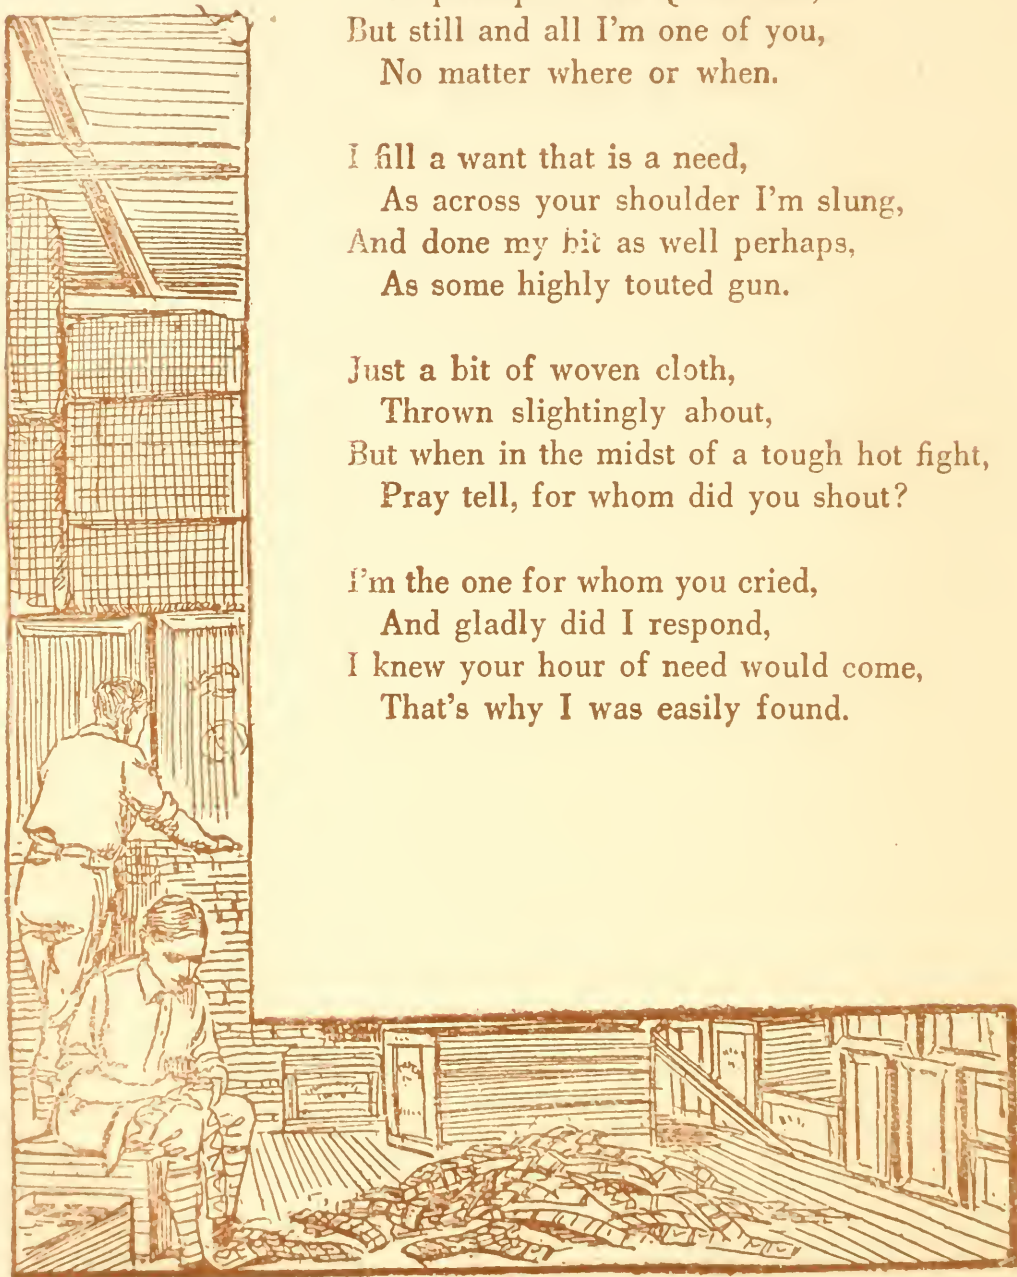 But still and all I'm one of you,
No matter where or when.
I fill a want that is a need,
As across your shoulder I'm slung,
And done my bit as well perhaps,
As some highly touted gun.
Just a bit of woven cloth,
Thrown slightingly about,
But when in the midst of a tough hot fight,
Pray tell, for whom did you shout?
I'm the one for whom you cried,
And gladly did I respond,
I knew your hour of need would come,
That's why I was easily found.